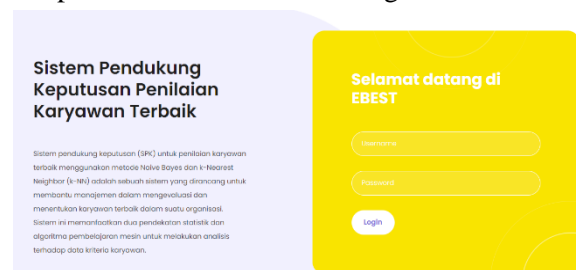 Sistem Pendukung
Keputusan Penilaian
Karyawan Terbaik
Sistem pendukung keputusan (SPK) untuk penilaian karyawan
terbaik menggunakan metode Naive Bayes dan k-Nearest
Neighbor (k-NN) adalah sebuah sistem yang dirancang untuk
membantu manajemen dalam mengevaluasi dan
menentukan karyawan terbaik dalam suatu organisasi.
Sistem ini memanfaatkan dua pendekatan statistik dan
algoritma pembelajaran mesin untuk melakukan analisis
terhadap data kriteria karyawan.
Selamat datang di
EBEST
Username
Password
Login